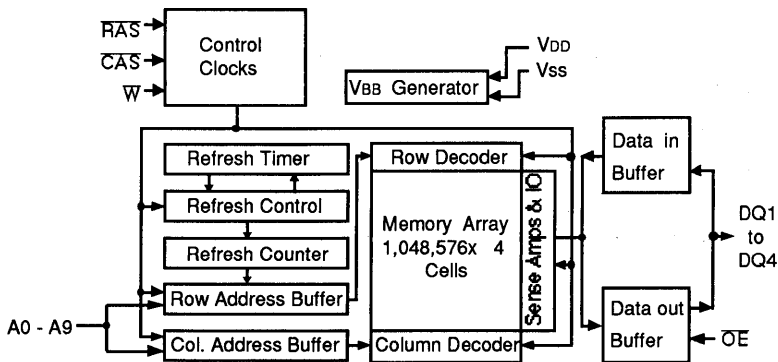 RAS
CAS
W
Control
Clocks
VDD
VSS
VBB Generator
Refresh Timer
Refresh Control
Refresh Counter
Row Address Buffer
Col. Address Buffer
A0 - A9
Row Decoder
Memory Array
1,048,576x 4
Cells
Column Decoder
Sense Amps & IO
Data in
Buffer
DQ1
to
DQ4
Data out
Buffer
OE